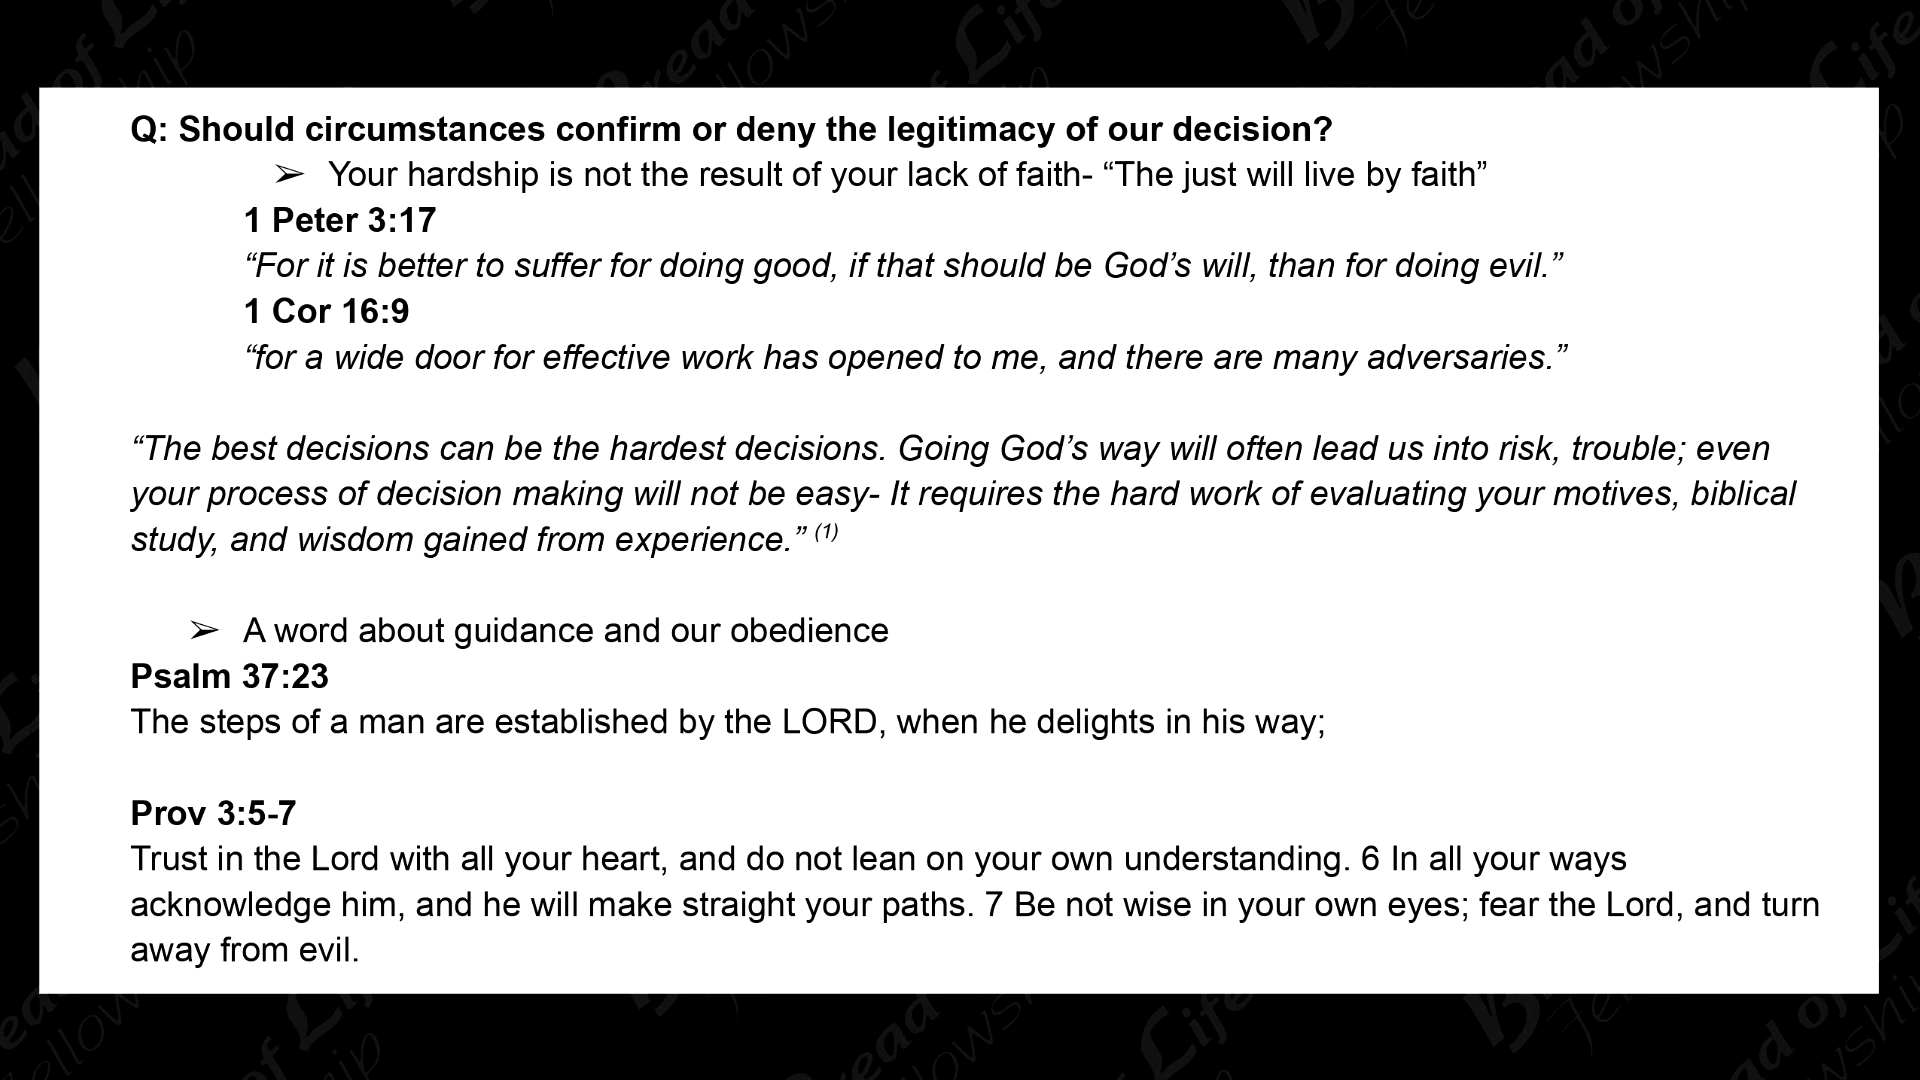 Q: Should circumstances confirm or deny the legitimacy of our decision?
➢ Your hardship is not the result of your lack of faith- “The just will live by faith”
1 Peter 3:17
“For it is better to suffer for doing good, if that should be God’s will, than for doing evil.”
1 Cor 16:9
“for a wide door for effective work has opened to me, and there are many adversaries.”
“The best decisions can be the hardest decisions. Going God’s way will often lead us into risk, trouble; even
your process of decision making will not be easy- It requires the hard work of evaluating your motives, biblical
study, and wisdom gained from experience.” (1)
➢ A word about guidance and our obedience
Psalm 37:23
The steps of a man are established by the LORD, when he delights in his way;
Prov 3:5-7
Trust in the Lord with all your heart, and do not lean on your own understanding. 6 In all your ways
acknowledge him, and he will make straight your paths. 7 Be not wise in your own eyes; fear the Lord, and turn
away from evil.